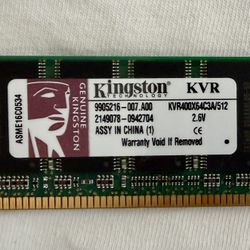 Kingston
TECHNOLOGY
KVR
9905216-007.A00
KVR400X64C3A/512
2149078-0942704
2.6V
ASSY IN CHINA (1)
Warranty Void If Removed
GENUINE
KINGSTON
ASME16C0534